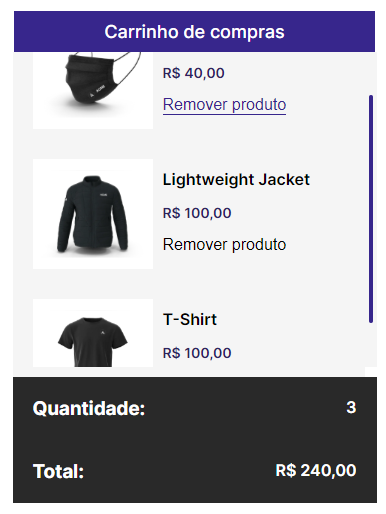 Carrinho de compras
R$ 40,00
Remover produto
Lightweight Jacket
R$ 100,00
Remover produto
T-Shirt
R$ 100,00
Quantidade: 3
Total: R$ 240,00